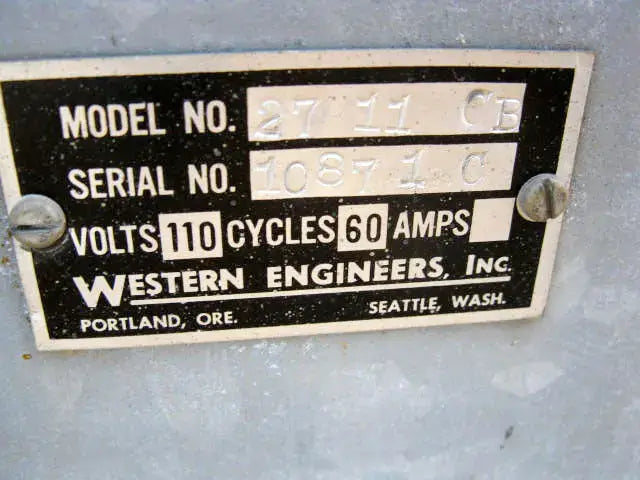 MODEL NO. 27 11 CB
SERIAL NO. 10871 C
VOLTS 110 CYCLES 60 AMPS
WESTERN ENGINEERS, INC.
PORTLAND, ORE. SEATTLE, WASH.